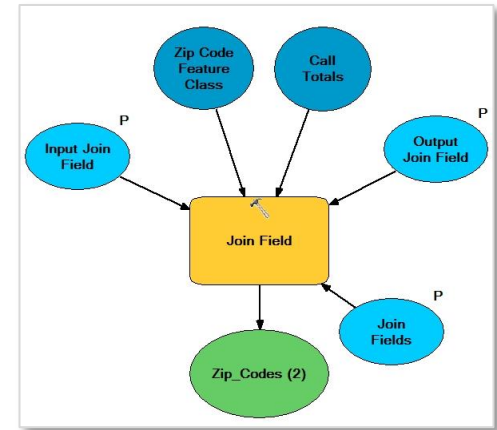 Zip Code
Feature
Class
Call
Totals
P
Input Join
Field
P
Output
Join Field
Join Field
P
Join
Fields
Zip_Codes (2)